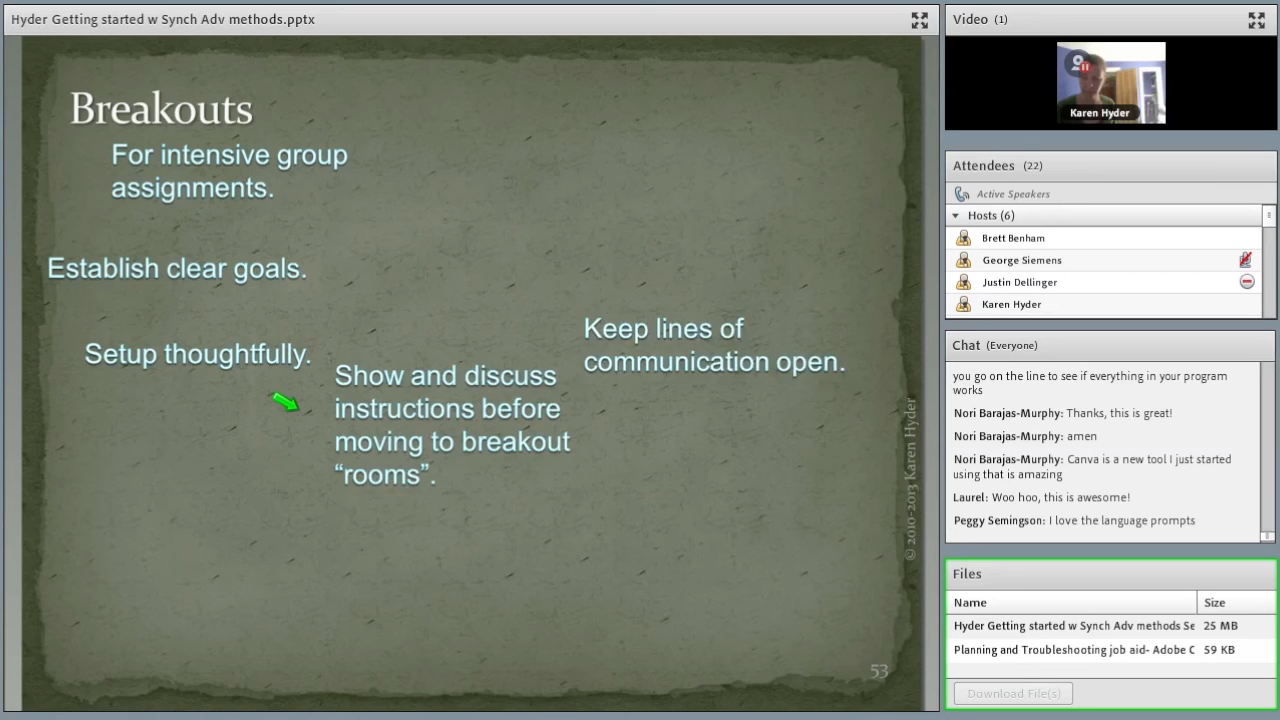 Hyder Getting started w Synch Adv methods.pptx
Breakouts
For intensive group
assignments.
Establish clear goals.
Setup thoughtfully.
Show and discuss
instructions before
moving to breakout
“rooms”.
Keep lines of
communication open.
© 2010-2013 Karen Hyder
53
Video (1)
Karen Hyder
Attendees (22)
Active Speakers
Hosts (6)
Brett Benham
George Siemens
Justin Dellinger
Karen Hyder
Chat (Everyone)
you go on the line to see if everything in your program
works
Nori Barajas-Murphy: Thanks, this is great!
Nori Barajas-Murphy: amen
Nori Barajas-Murphy: Canva is a new tool I just started
using that is amazing
Laurel: Woo hoo, this is awesome!
Peggy Semingson: I love the language prompts
Files
Name Size
Hyder Getting started w Synch Adv methods Se 25 MB
Planning and Troubleshooting job aid- Adobe C 59 KB
Download File(s)